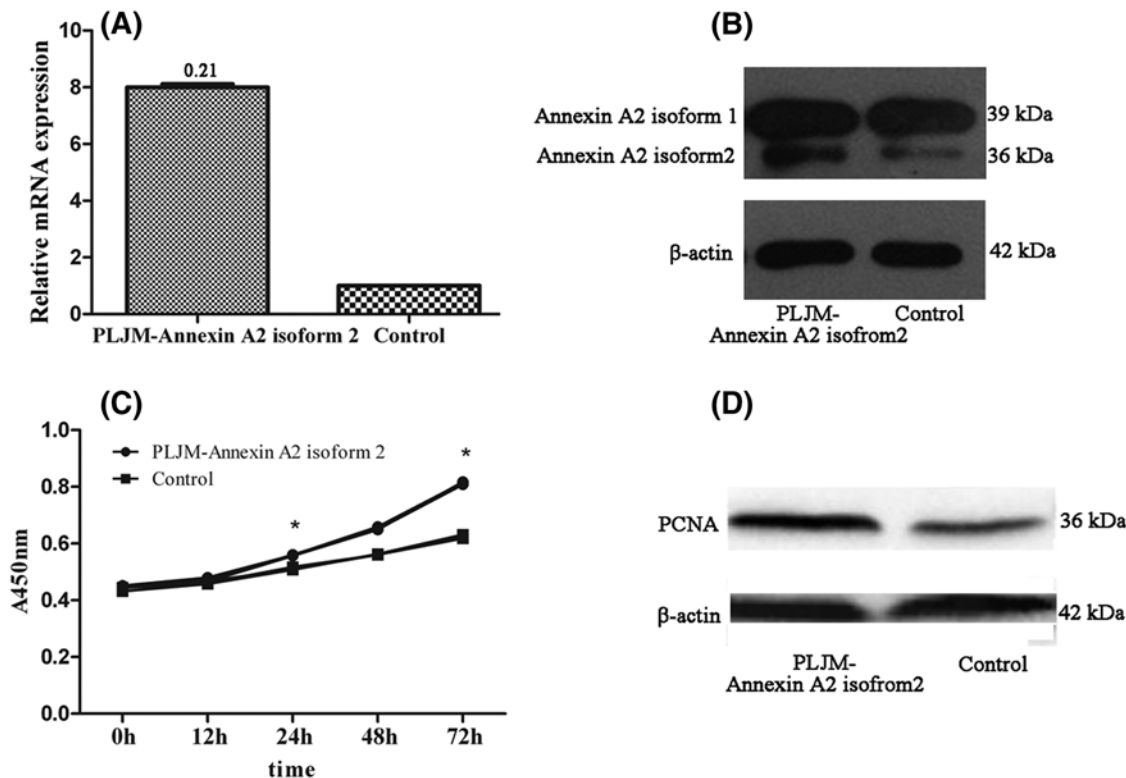 (A)
Relative mRNA expression
10
8
6
4
2
0
0.21
PLJM-Annexin A2 isoform 2
Control
(B)
Annexin A2 isoform 1
39 kDa
Annexin A2 isoform2
36 kDa
β-actin
42 kDa
PLJM-
Annexin A2 isofrom2
Control
(C)
A450nm
1.0
0.8
0.6
0.4
0.2
0.0
PLJM-Annexin A2 isoform 2
Control
*
*
0h
12h
24h
48h
72h
time
(D)
PCNA
36 kDa
β-actin
42 kDa
PLJM-
Annexin A2 isofrom2
Control